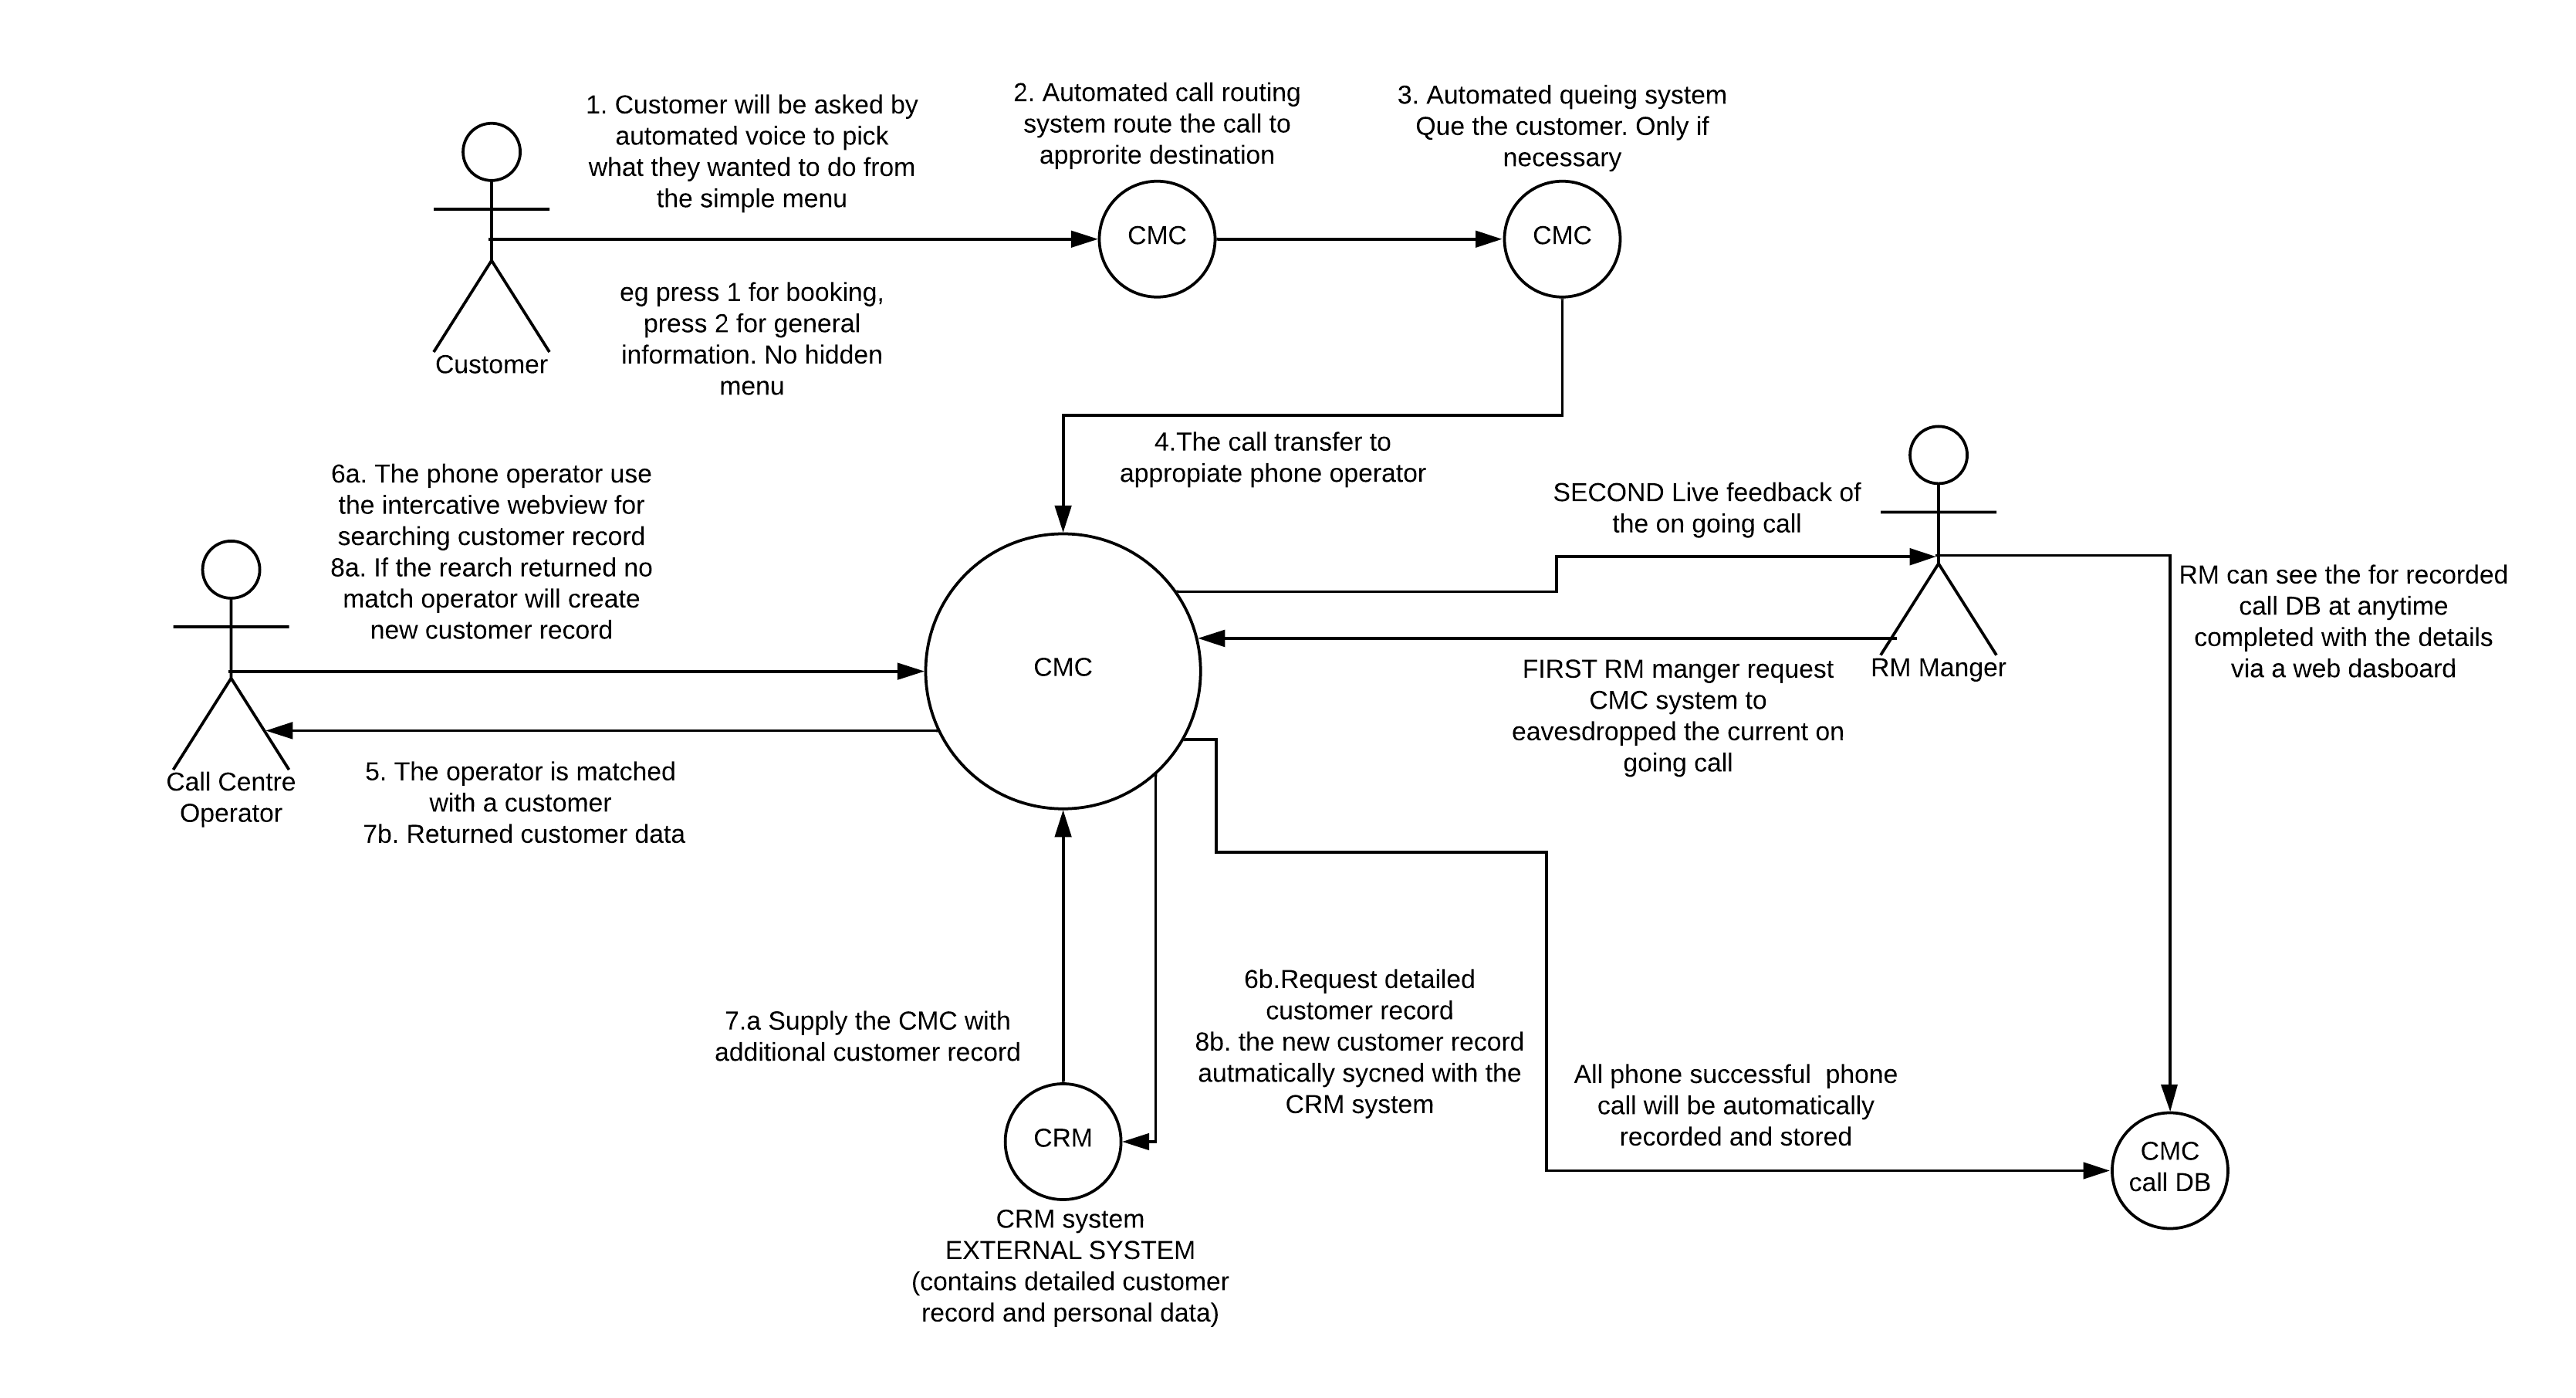 1. Customer will be asked by
automated voice to pick
what they wanted to do from
the simple menu
2. Automated call routing
system route the call to
approrite destination
3. Automated queing system
Que the customer. Only if
necessary
CMC
CMC
eg press 1 for booking,
press 2 for general
information. No hidden
menu
Customer
4.The call transfer to
appropiate phone operator
6a. The phone operator use
the intercative webview for
searching customer record
8a. If the rearch returned no
match operator will create
new customer record
SECOND Live feedback of
the on going call
RM can see the for recorded
call DB at anytime
completed with the details
via a web dasboard
CMC
RM Manger
FIRST RM manger request
CMC system to
eavesdropped the current on
going call
Call Centre
Operator
5. The operator is matched
with a customer
7b. Returned customer data
7.a Supply the CMC with
additional customer record
6b.Request detailed
customer record
8b. the new customer record
autmatically sycned with the
CRM system
All phone successful  phone
call will be automatically
recorded and stored
CRM
CMC
call DB
CRM system
EXTERNAL SYSTEM
(contains detailed customer
record and personal data)